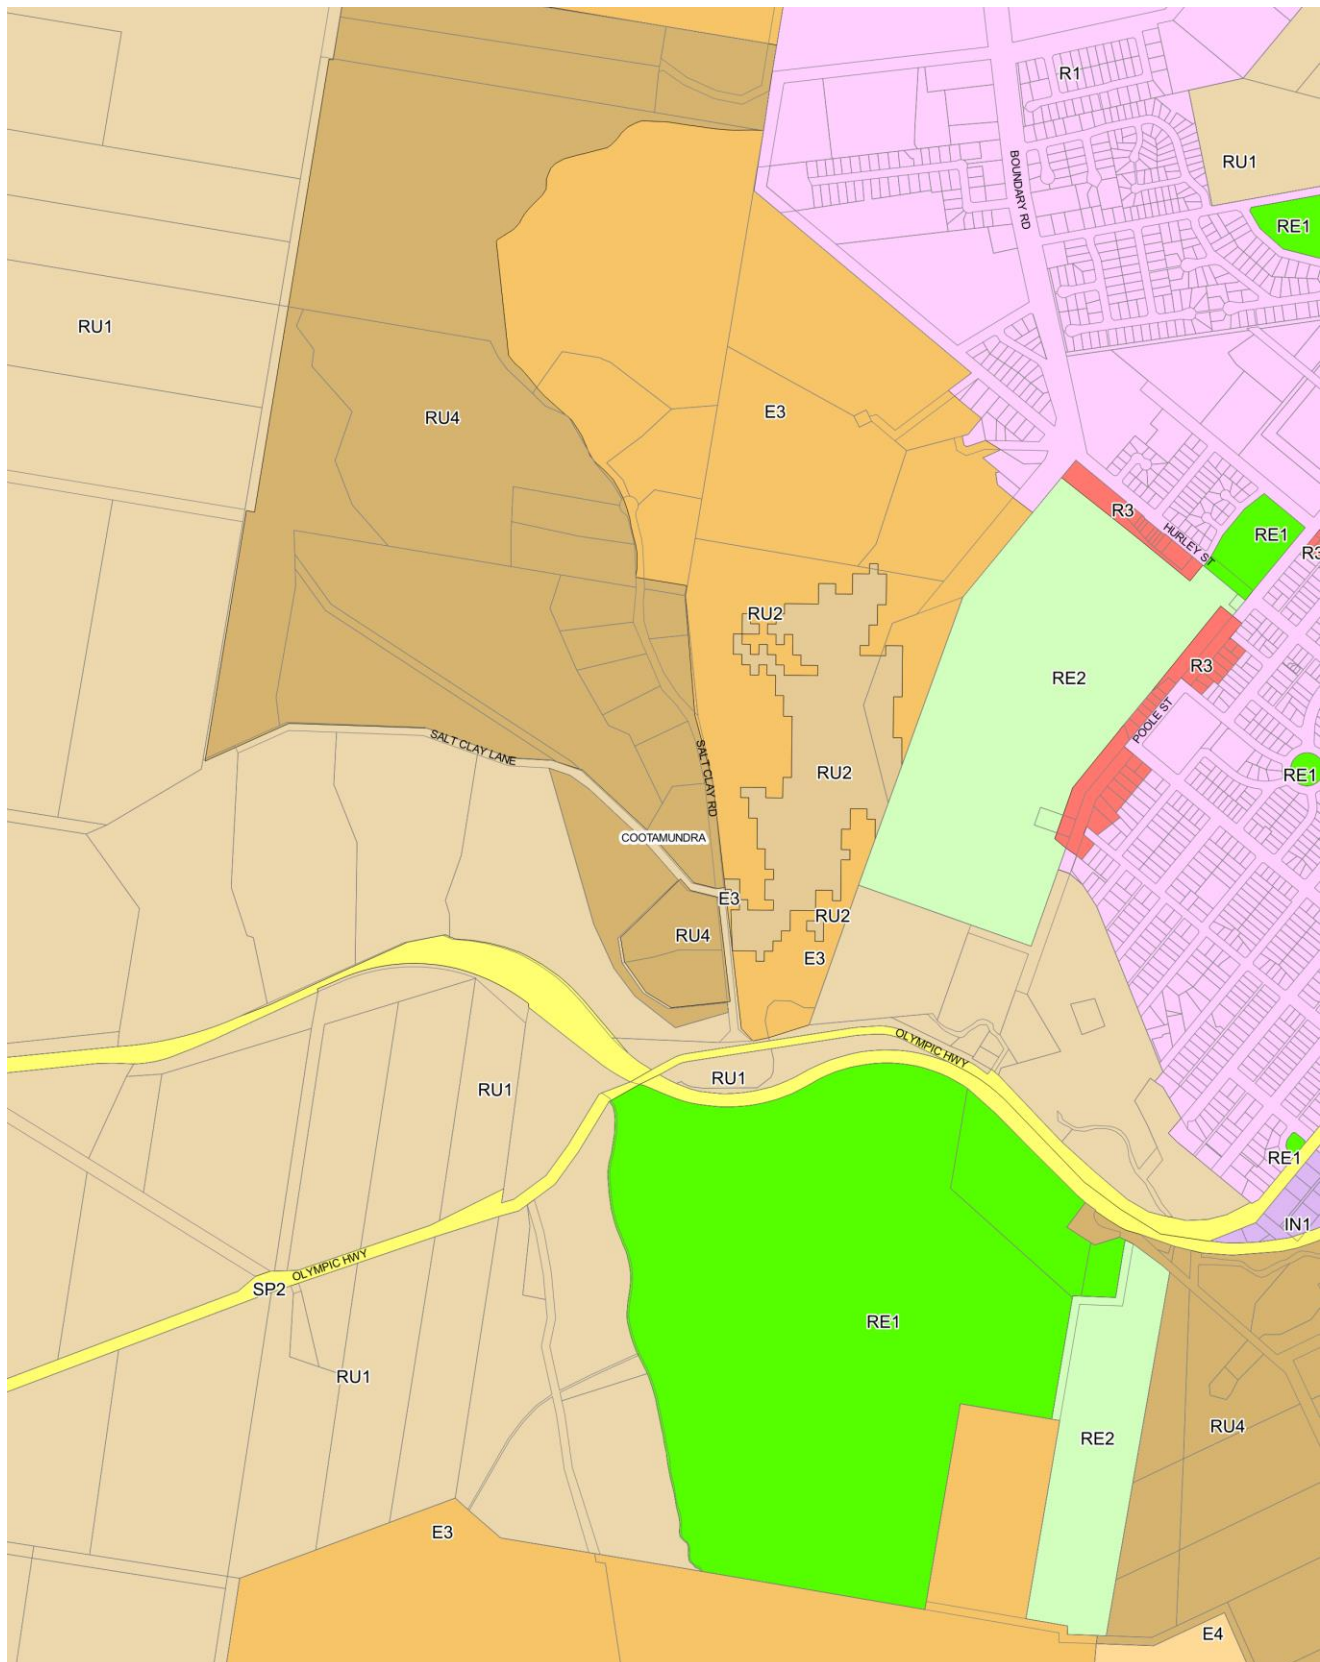 R1
BOUNDARY RD
RU1
RE1
RU1
E3
RU4
R3
HURLEY ST
RE1
R3
RU2
R3
RE2
POOLE ST
SALT CLAY LANE
SALT CLAY RD
RU2
RE1
COOTAMUNDRA
E3
RU2
RU4
E3
OLYMPIC HWY
RU1
RU1
RE1
IN1
OLYMPIC HWY
SP2
RE1
RU1
RU4
RE2
E3
E4